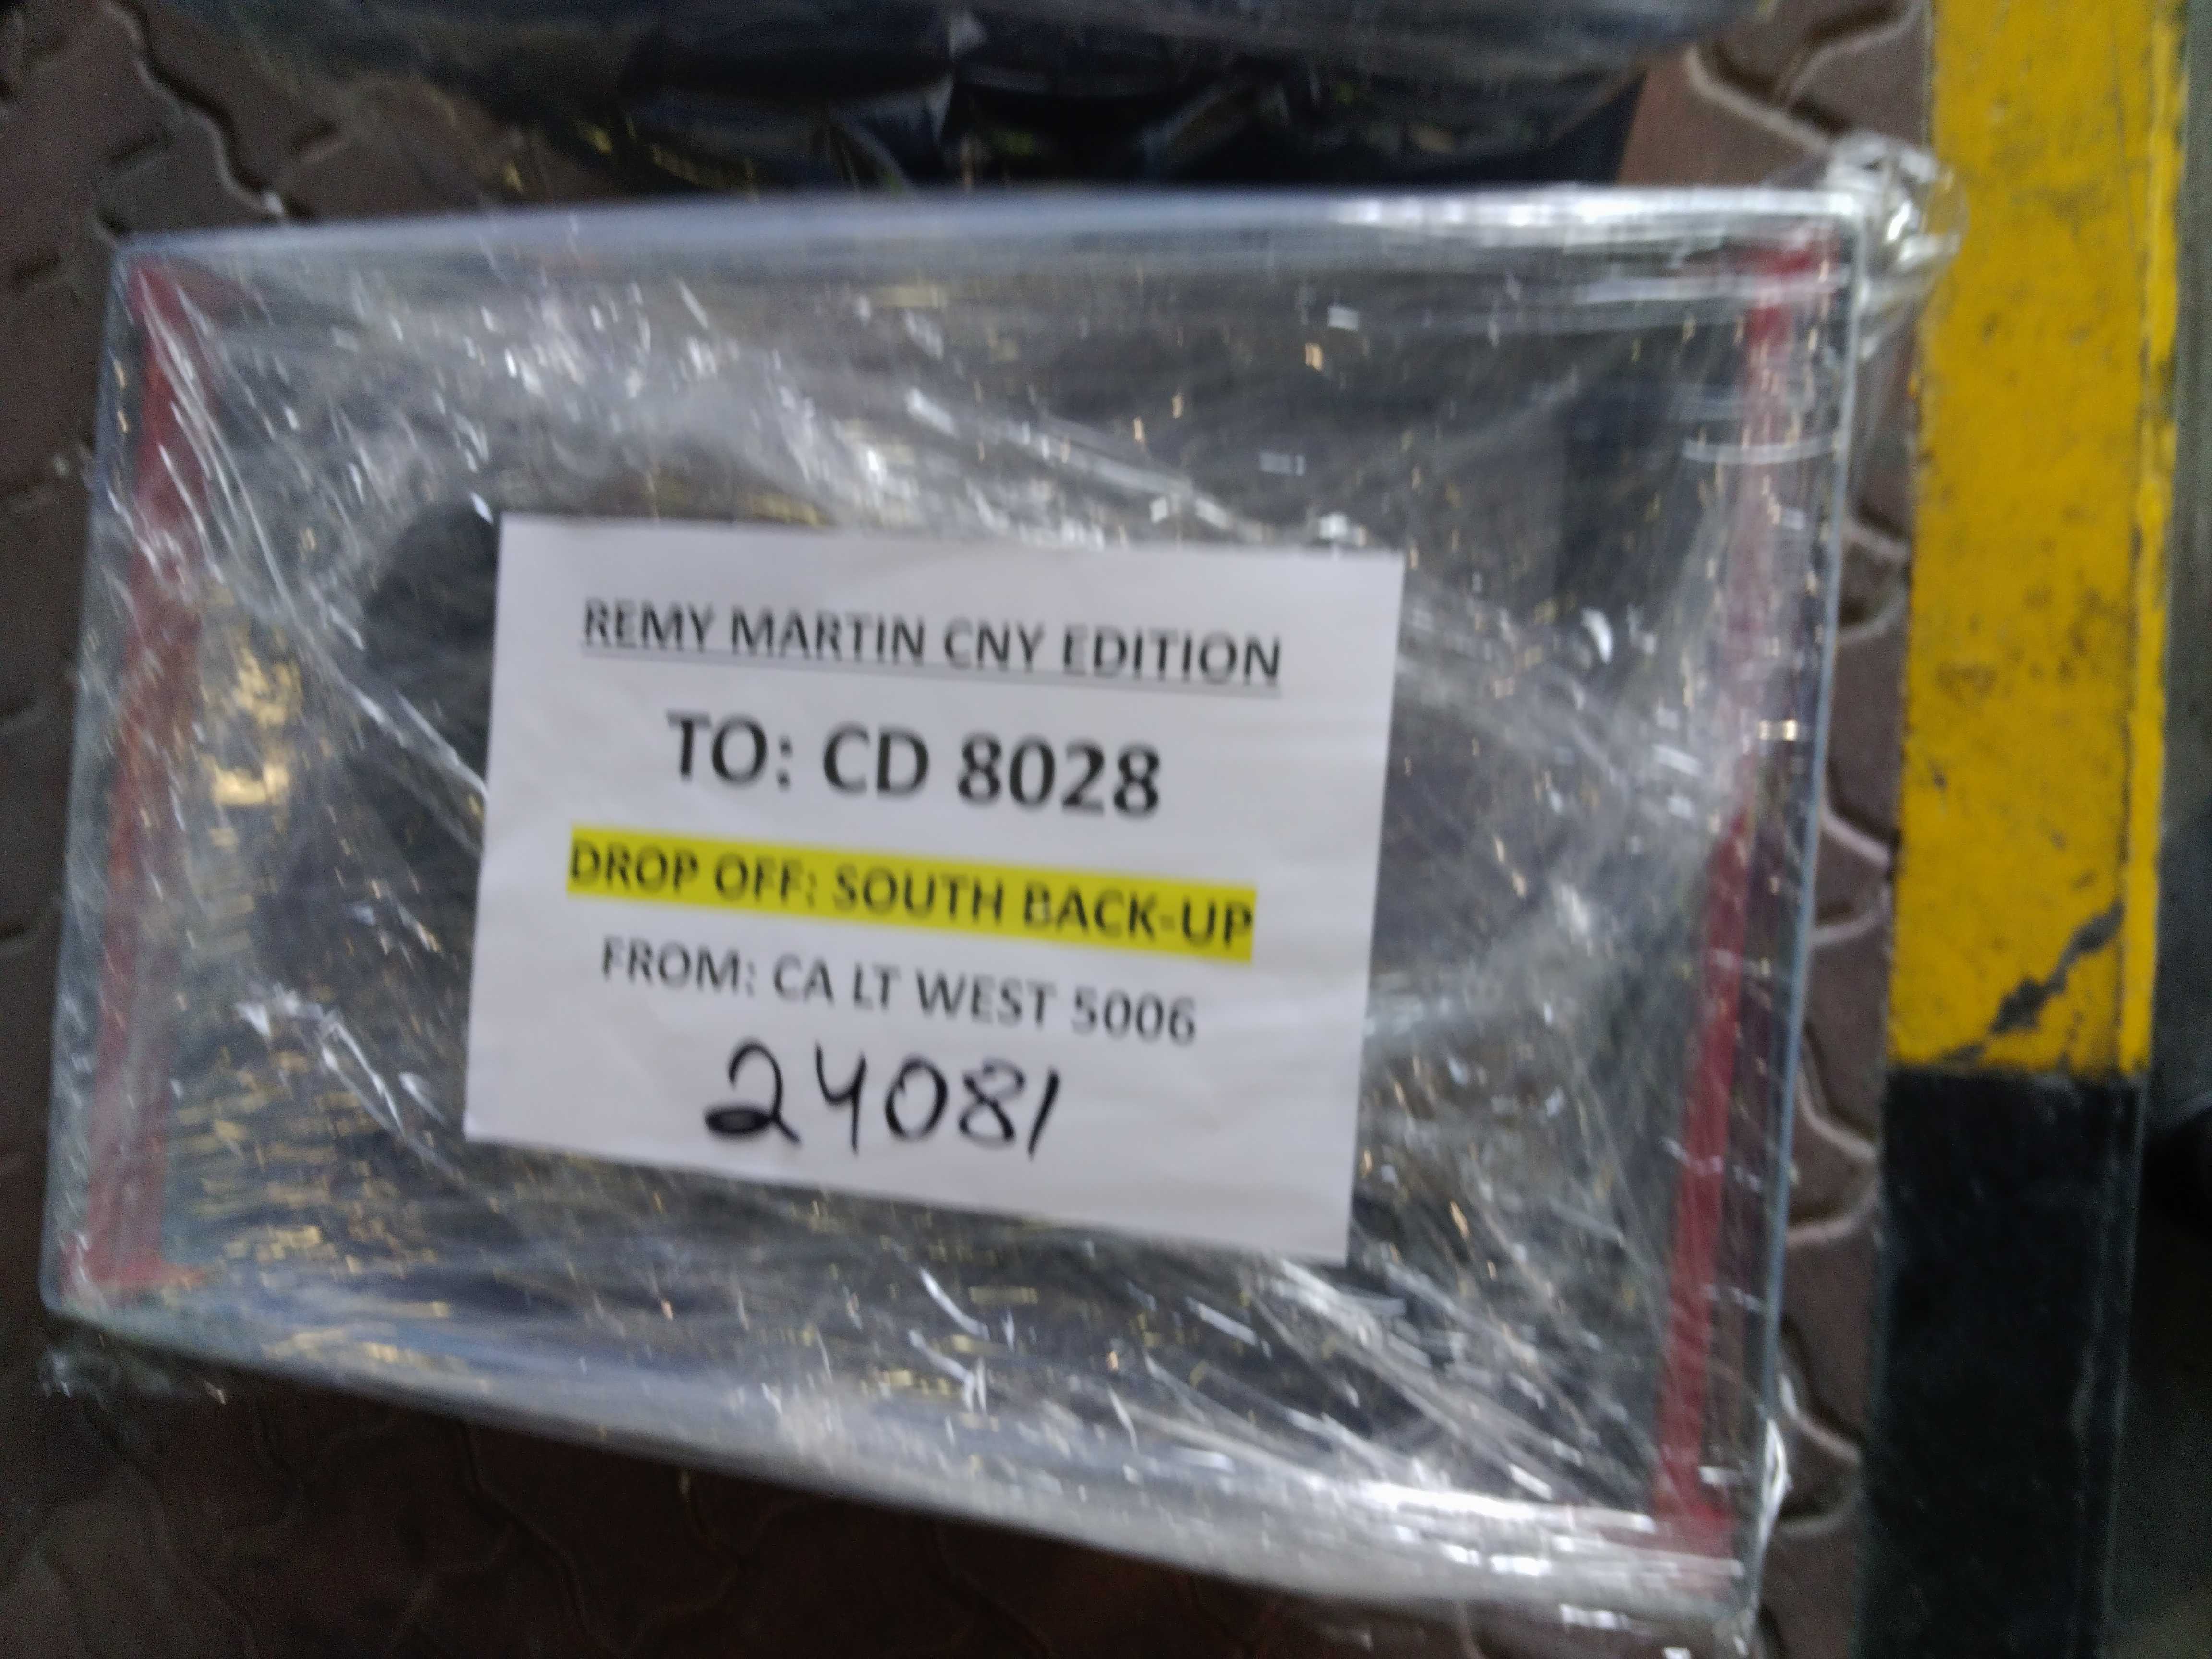 REMY MARTIN CNY EDITION
TO: CD 8028
DROP OFF: SOUTH BACK-UP
FROM: CA LT WEST 5006
24081